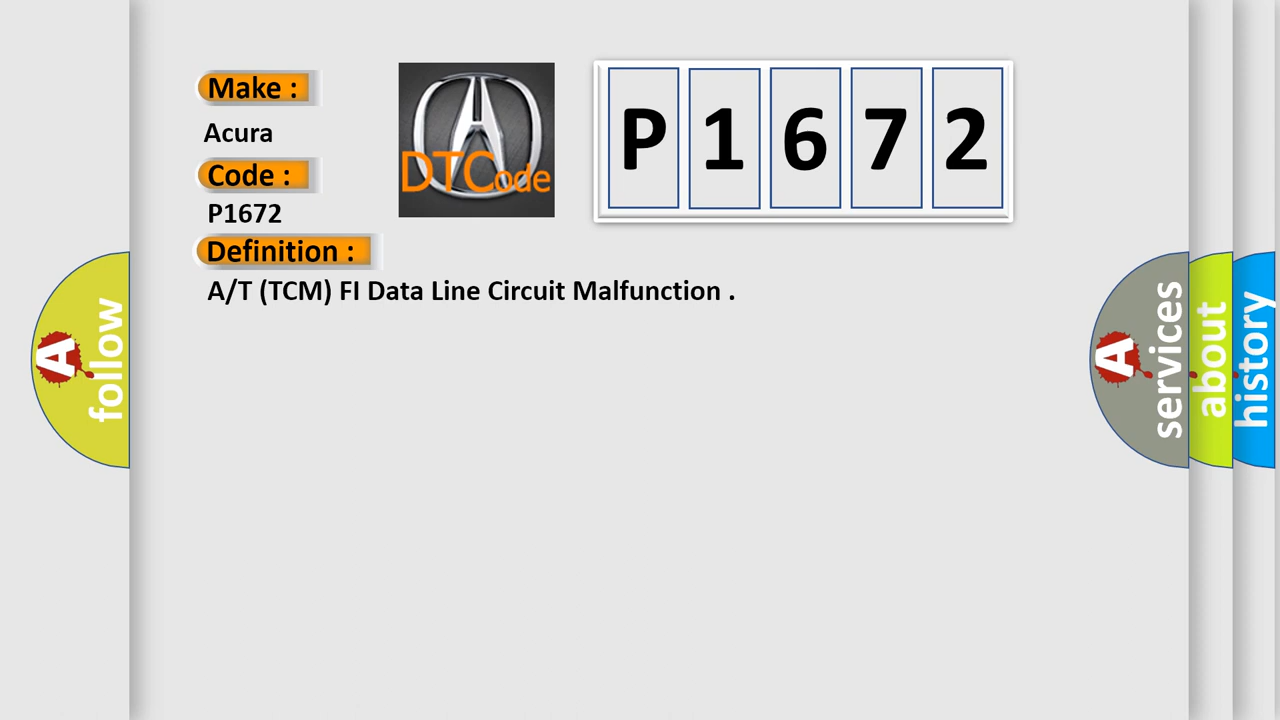 Make :
Acura
Code :
P1672
Definition :
A/T (TCM) FI Data Line Circuit Malfunction .
DTCode
P 1 6 7 2
A
follow
A
services
about
history